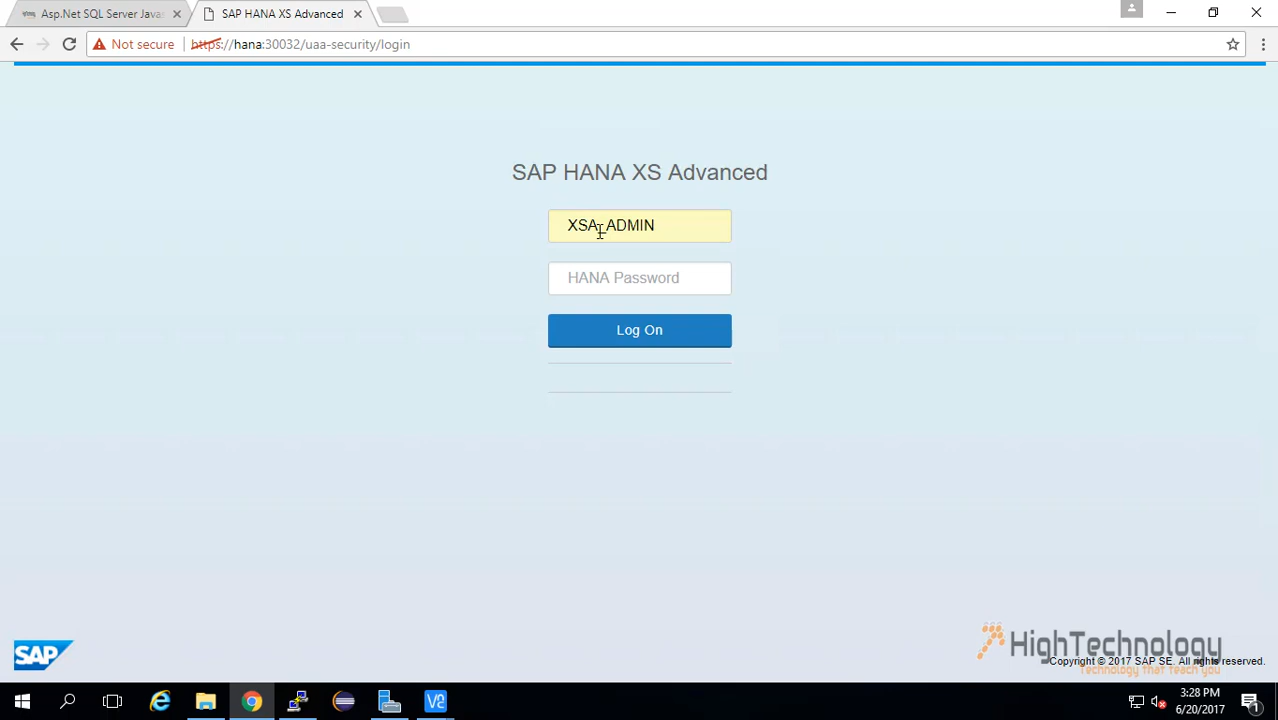 Asp.Net SQL Server Javas
SAP HANA XS Advanced
Not secure
https://hana:30032/uaa-security/login
SAP HANA XS Advanced
XSA_ADMIN
HANA Password
Log On
SAP
HighTechnology
Copyright © 2017 SAP SE. All rights reserved.
Technology that teach you
3:28 PM
6/20/2017
1